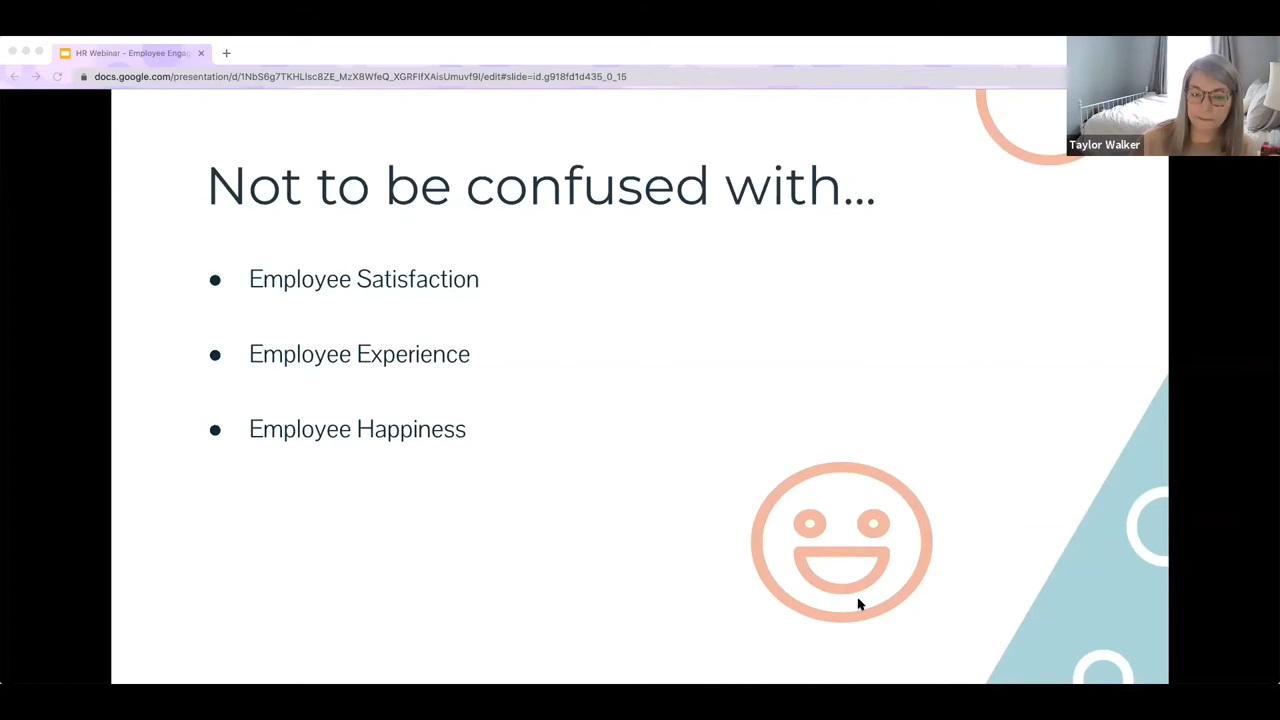 HR Webinar - Employee Engag
docs.google.com/presentation/d/1NbS6g7TKHLIsc8ZE_MzX8WfeQ_XGRFIfXAisUmuvf9I/edit#slide=id.g918fd1d435_0_15
Taylor Walker
Not to be confused with...
● Employee Satisfaction
● Employee Experience
● Employee Happiness